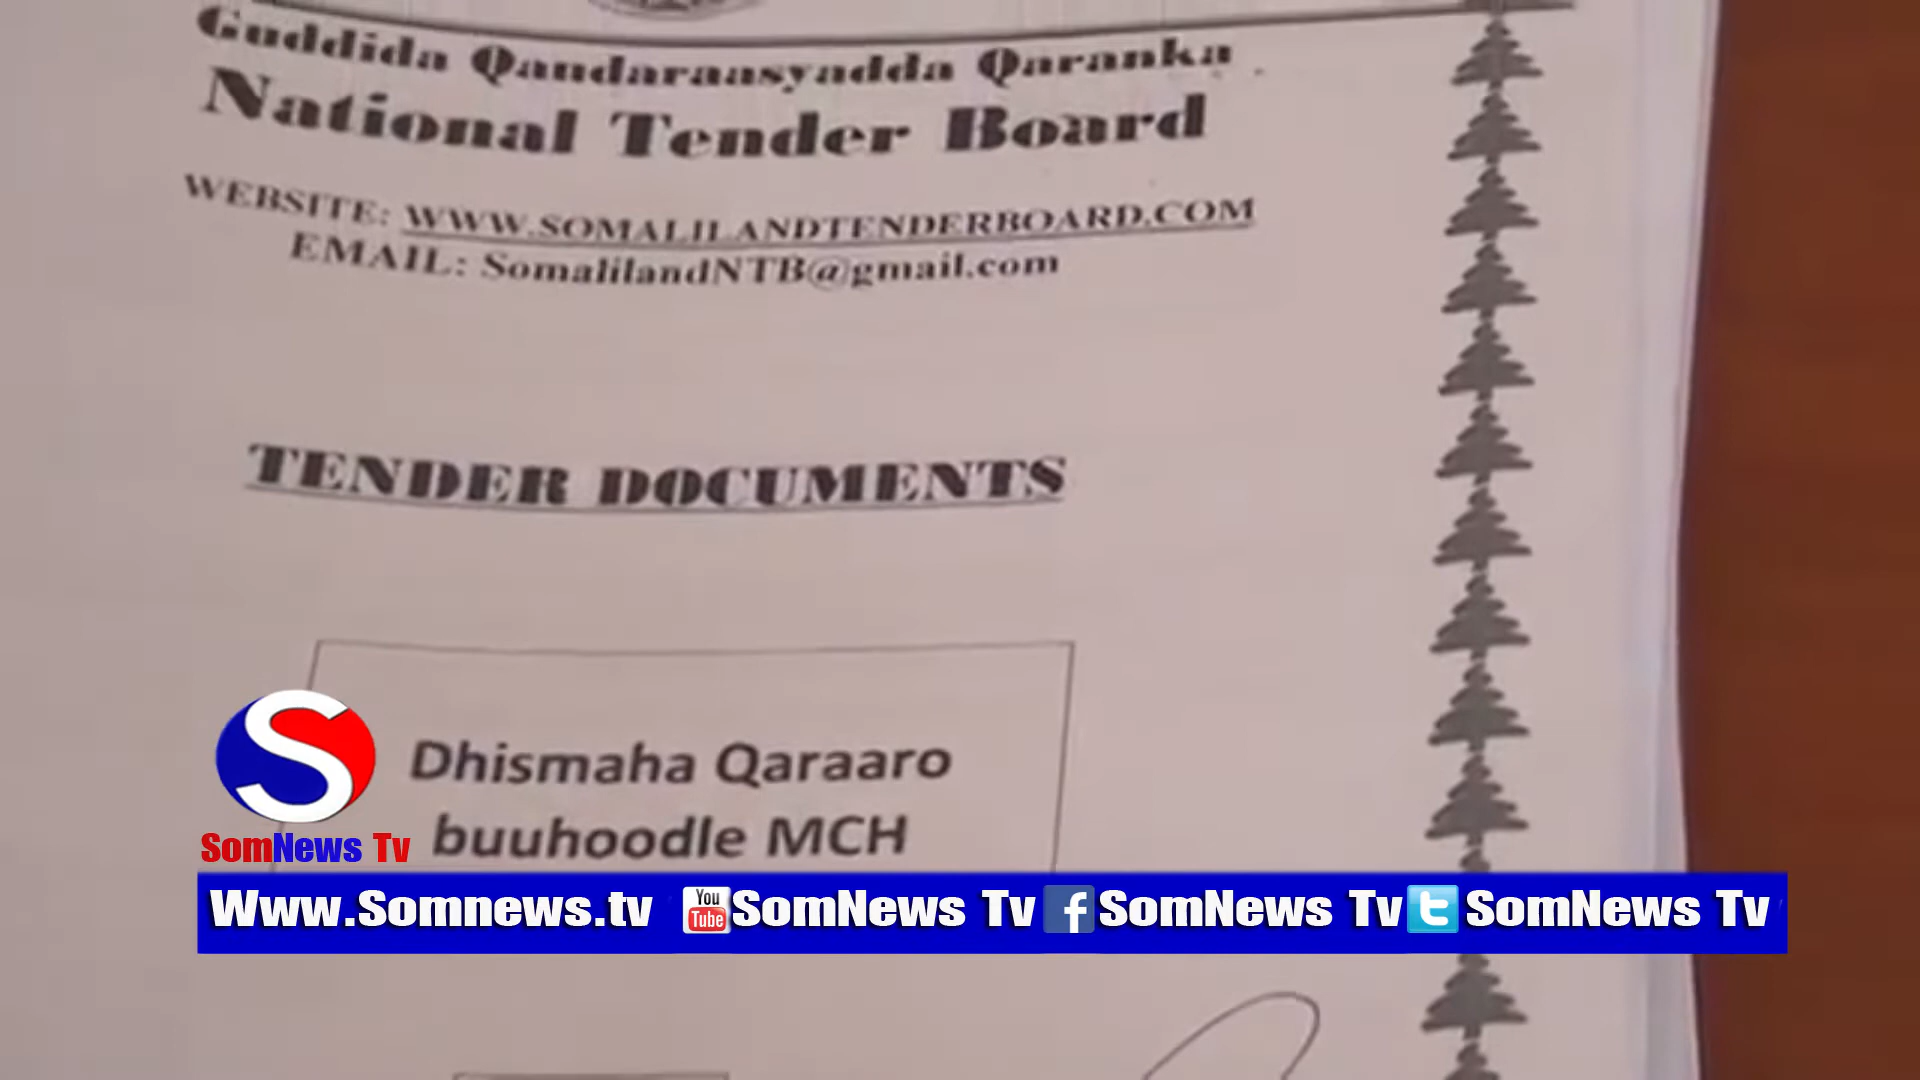 Guddida Qandaraasyadda Qaranka
National Tender Board
WEBSITE: WWW.SOMALILANDTENDERBOARD.COM
EMAIL: SomalilandNTB@gmail.com
TENDER DOCUMENTS
Dhismaha Qaraaro
buuhoodle MCH
S
SomNews Tv
Www.Somnews.tv You Tube SomNews Tv f SomNews Tv t SomNews Tv